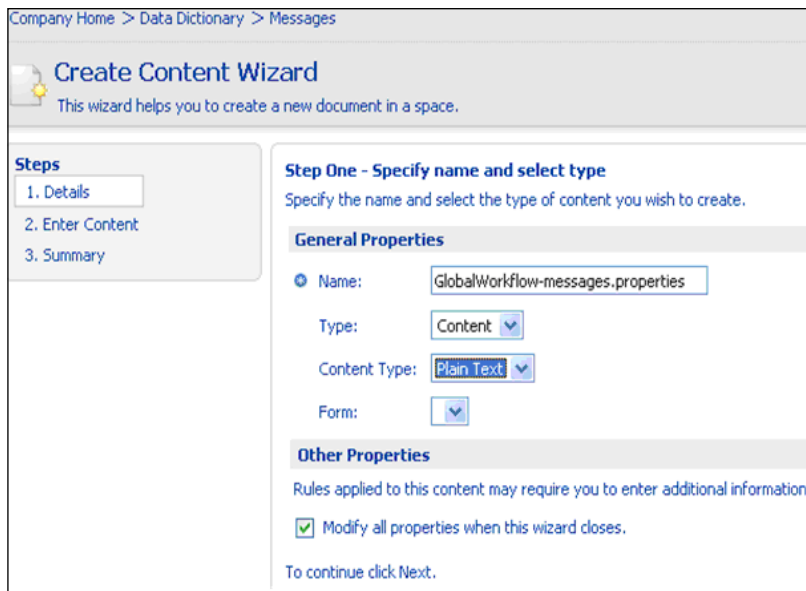 Company Home > Data Dictionary > Messages
Create Content Wizard
This wizard helps you to create a new document in a space.
Steps
1. Details
2. Enter Content
3. Summary
Step One - Specify name and select type
Specify the name and select the type of content you wish to create.
General Properties
Name: GlobalWorkflow-messages.properties
Type: Content
Content Type: Plain Text
Form:
Other Properties
Rules applied to this content may require you to enter additional information
Modify all properties when this wizard closes.
To continue click Next.